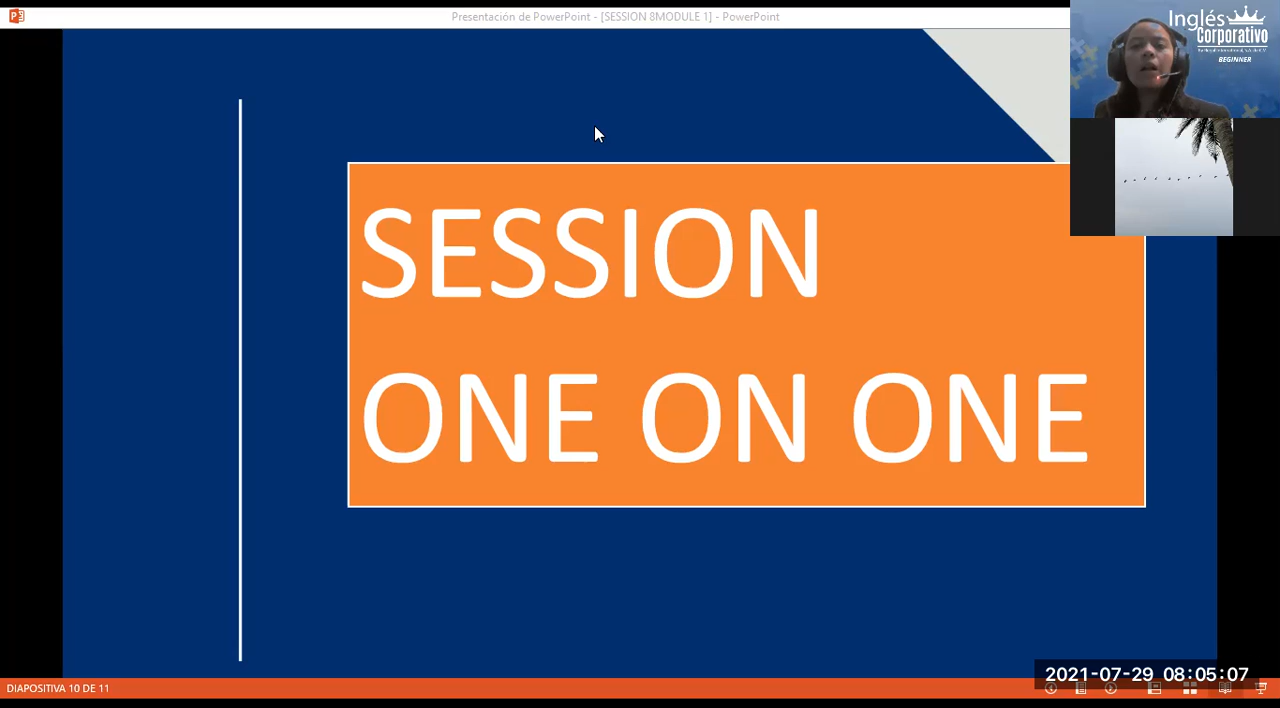 Presentación de PowerPoint - [SESSION 8MODULE 1] - PowerPoint
Inglés
Corporativo
BEGINNER
SESSION
ONE ON ONE
2021-07-29 08:05:07
DIAPOSITIVA 10 DE 11